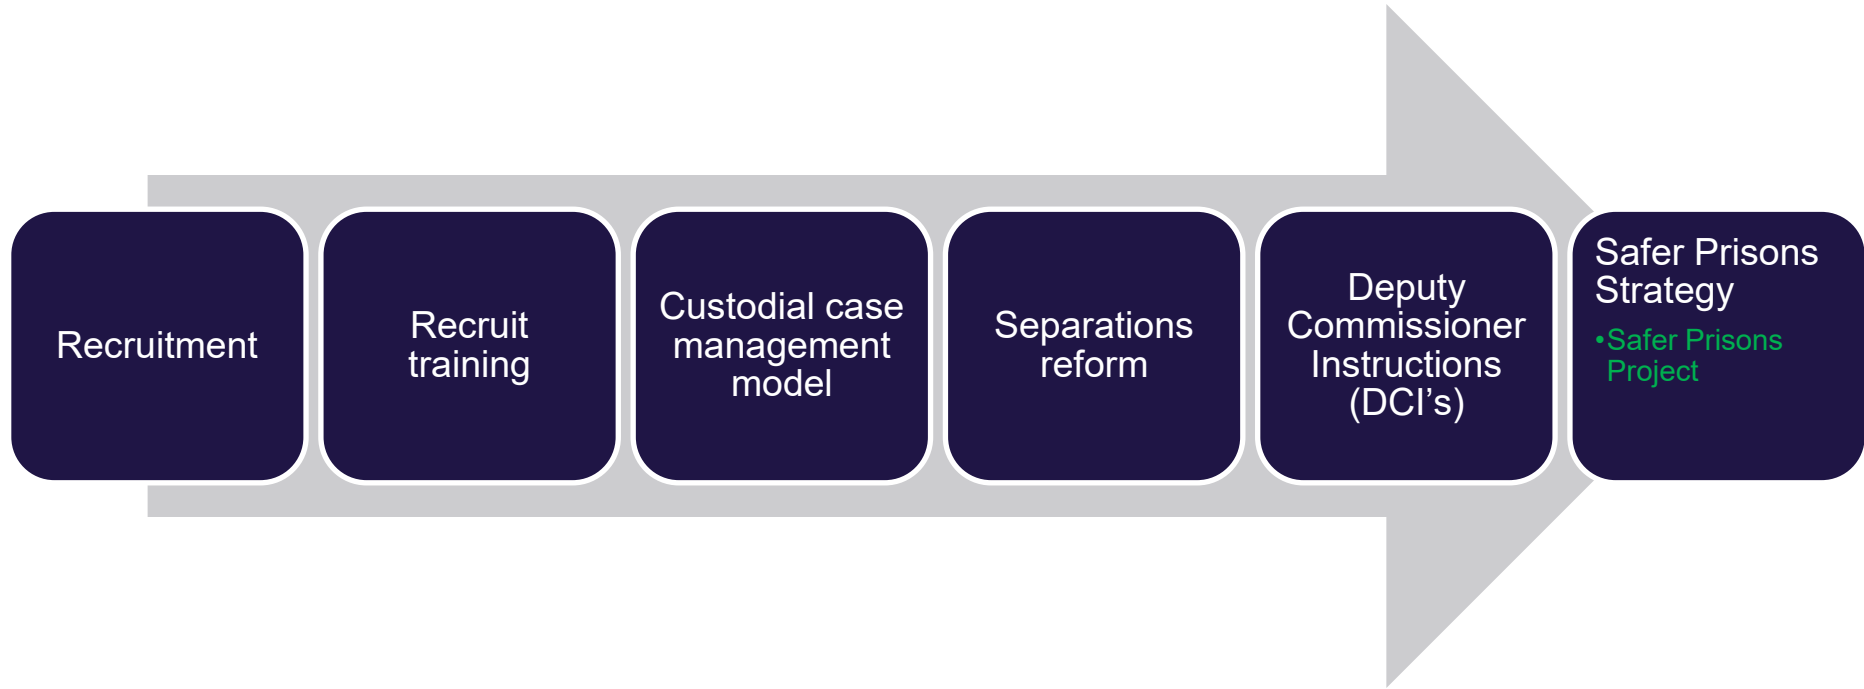 Recruitment
Recruit
training
Custodial case
management
model
Separations
reform
Deputy
Commissioner
Instructions
(DCI’s)
Safer Prisons
Strategy
•Safer Prisons
Project